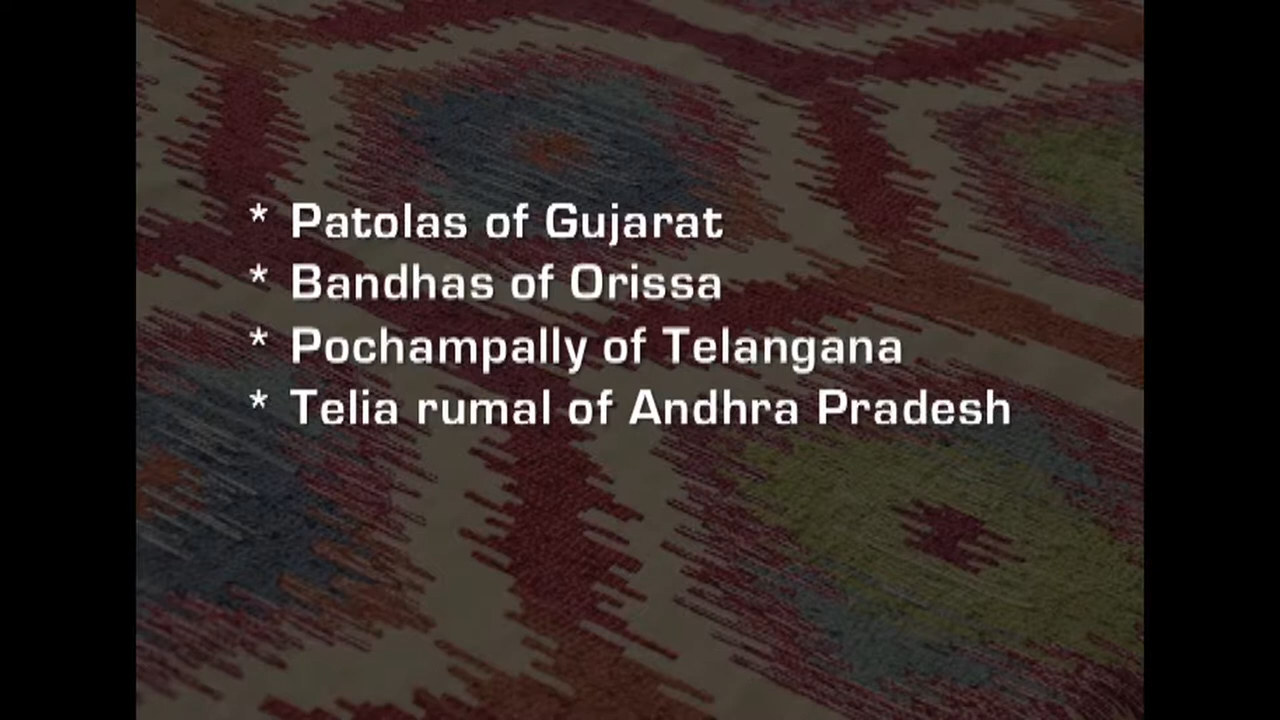 * Patolas of Gujarat
* Bandhas of Orissa
* Pochampally of Telangana
* Telia rumal of Andhra Pradesh